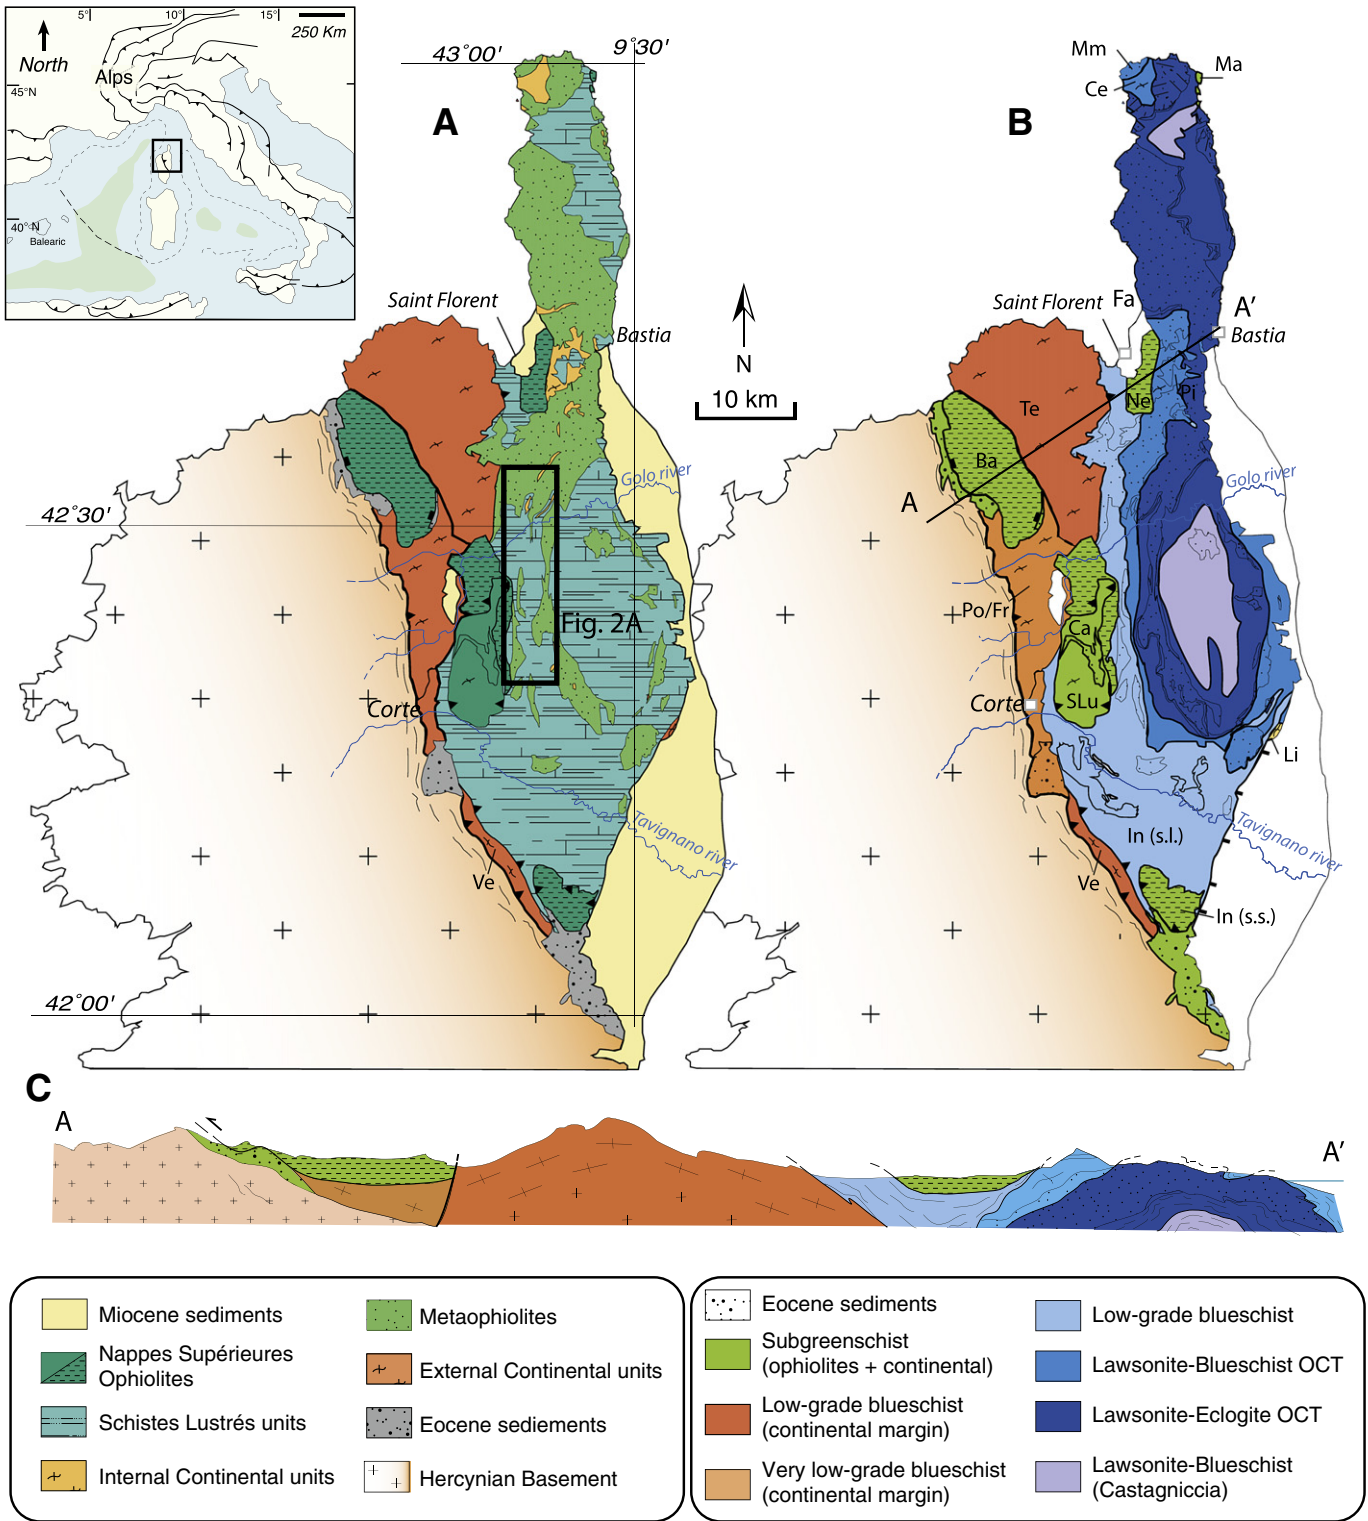 5°
10°
15°
250 Km
North
Alps
45°N
40° N
Balearic
43°00'
9°30'
A
Saint Florent
Bastia
N
10 km
Golo river
42°30'
Fig. 2A
Corte
Tavignano river
Ve
42°00'
B
Mm
Ce
Ma
Saint Florent
Fa
A'
Bastia
Ne
Pi
Te
Ba
A
Golo river
Po/Fr
Ca
SLu
Corte
Li
In (s.l.)
Tavignano river
Ve
In (s.s.)
C
A
A'
Miocene sediments
Nappes Supérieures
Ophiolites
Schistes Lustrés units
Internal Continental units
Metaophiolites
External Continental units
Eocene sediements
Hercynian Basement
Eocene sediments
Subgreenschist
(ophiolites + continental)
Low-grade blueschist
(continental margin)
Very low-grade blueschist
(continental margin)
Low-grade blueschist
Lawsonite-Blueschist OCT
Lawsonite-Eclogite OCT
Lawsonite-Blueschist
(Castagniccia)